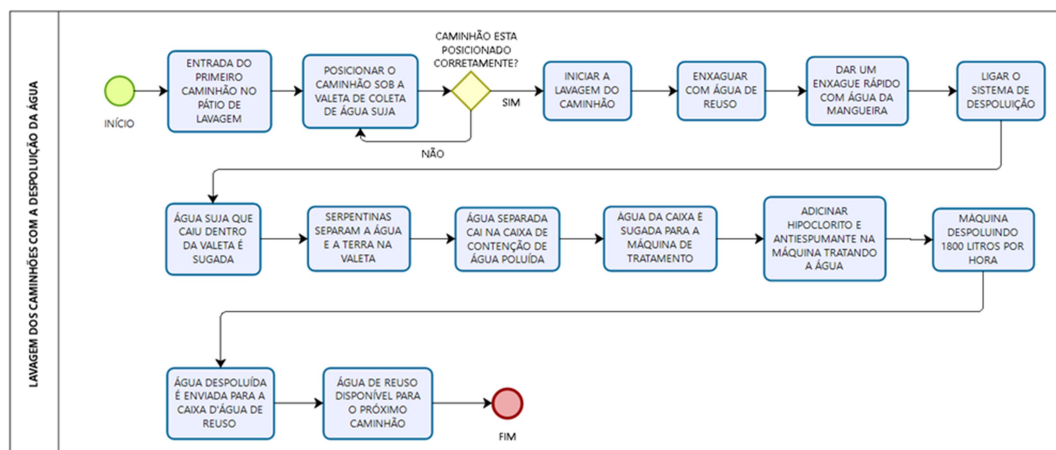 LAVAGEM DOS CAMINHÕES COM A DESPOLUIÇÃO DA ÁGUA
INÍCIO
ENTRADA DO
PRIMEIRO
CAMINHÃO NO
PÁTIO DE
LAVAGEM
POSICIONAR O
CAMINHÃO SOB A
VALETA DE COLETA
DE ÁGUA SUJA
CAMINHÃO ESTA
POSICIONADO
CORRETAMENTE?
SIM
NÃO
INICIAR A
LAVAGEM DO
CAMINHÃO
ENXAGUAR
COM ÁGUA DE
REUSO
DAR UM
ENXAGUE RÁPIDO
COM ÁGUA DA
MANGUEIRA
LIGAR O
SISTEMA DE
DESPOLUIÇÃO
ÁGUA SUJA QUE
CAIU DENTRO
DA VALETA É
SUGADA
SERPENTINAS
SEPARAM A ÁGUA
E A TERRA NA
VALETA
ÁGUA SEPARADA
CAI NA CAIXA DE
CONTENÇÃO DE
ÁGUA POLUÍDA
ÁGUA DA CAIXA É
SUGADA PARA A
MÁQUINA DE
TRATAMENTO
ADICINAR
HIPOCLORITO E
ANTIESPUMANTE NA
MÁQUINA TRATANDO
A ÁGUA
MÁQUINA
DESPOLUINDO
1800 LITROS POR
HORA
ÁGUA DESPOLUÍDA
É ENVIADA PARA A
CAIXA D'ÁGUA DE
REUSO
ÁGUA DE REUSO
DISPONÍVEL PARA
O PRÓXIMO
CAMINHÃO
FIM